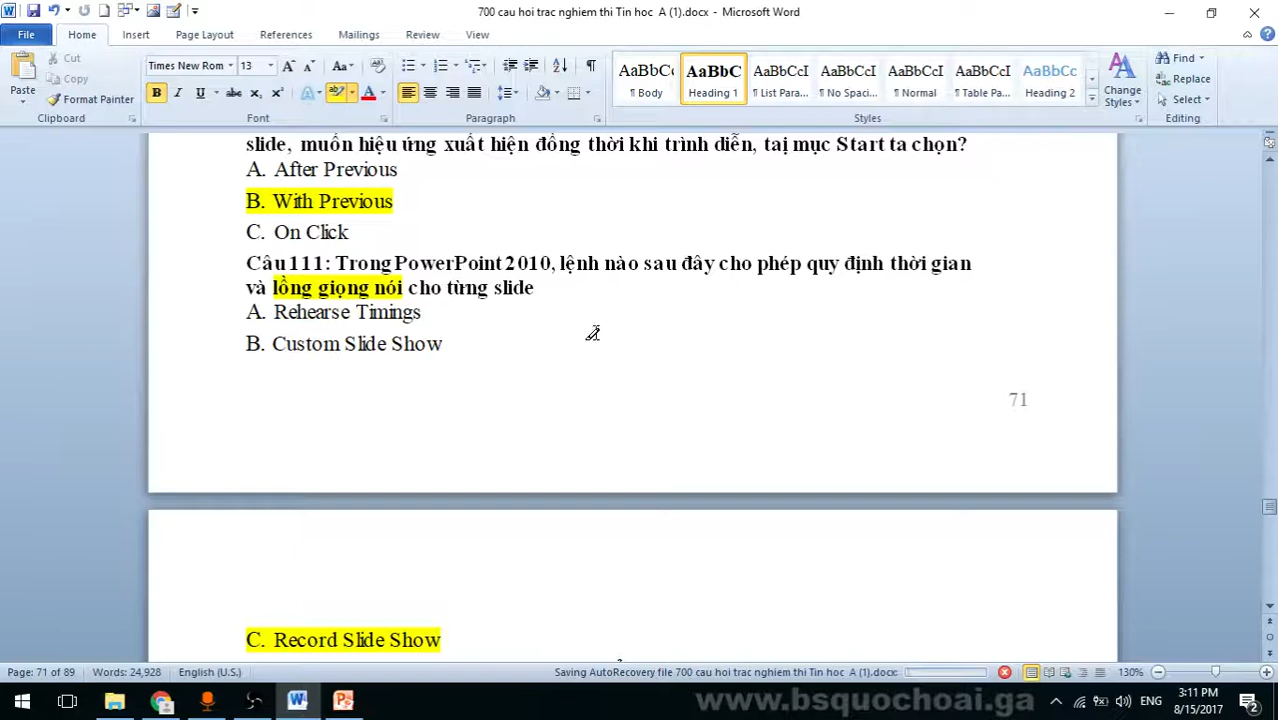 700 cau hoi trac nghiem thi Tin hoc A (1).docx - Microsoft Word
File Home Insert Page Layout References Mailings Review View
Paste Cut Copy Format Painter
Times New Rom 13 Aa
B I U abc x₂ x² A
AaBbCc AaBbC AaBbCcI AaBbCcI AaBbCcI AaBbCcI AaBbCc
¶ Body Heading 1 ¶ List Para... ¶ No Spaci... ¶ Normal ¶ Table Pa... Heading 2
Change Styles
Find Replace Select
Clipboard Font Paragraph Styles Editing
slide, muốn hiệu ứng xuất hiện đồng thời khi trình diễn, taị mục Start ta chọn?
A. After Previous
B. With Previous
C. On Click
Câu 111: Trong PowerPoint 2010, lệnh nào sau đây cho phép quy định thời gian
và lồng giọng nói cho từng slide
A. Rehearse Timings
B. Custom Slide Show
71
C. Record Slide Show
Page: 71 of 89 Words: 24,928 English (U.S.) Saving AutoRecovery file 700 cau hoi trac nghiem thi Tin hoc A (1).docx: 130%
www.bsquochoai.ga
ENG 3:11 PM
8/15/2017 2